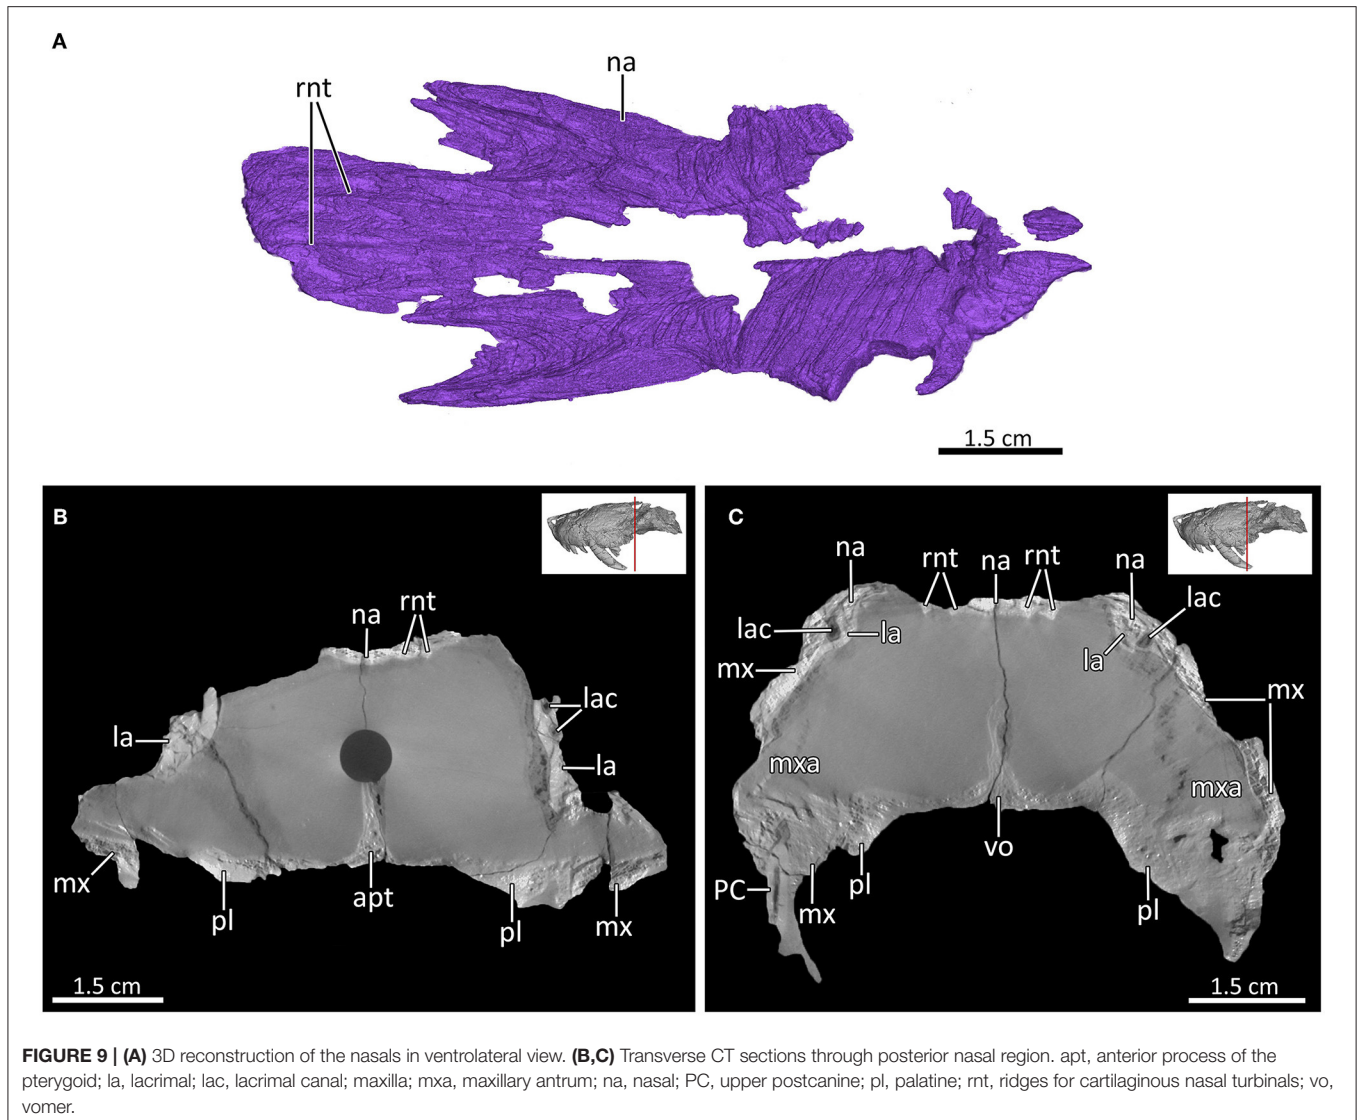 A
na
rnt
1.5 cm
B
na
rnt
lac
la
la
mx
pl
apt
pl
mx
1.5 cm
C
na
rnt
na
rnt
na
lac
lac
la
la
mx
mx
mxa
mxa
vo
PC
mx
pl
pl
1.5 cm
FIGURE 9 | (A) 3D reconstruction of the nasals in ventrolateral view. (B,C) Transverse CT sections through posterior nasal region. apt, anterior process of the
pterygoid; la, lacrimal; lac, lacrimal canal; maxilla; mxa, maxillary antrum; na, nasal; PC, upper postcanine; pl, palatine; rnt, ridges for cartilaginous nasal turbinals; vo,
vomer.